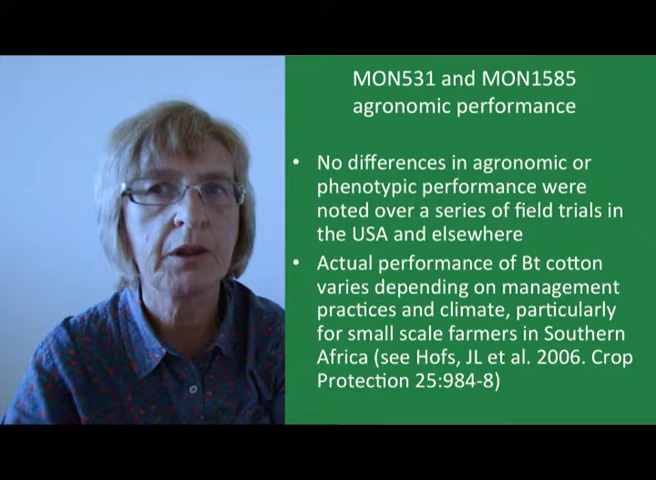 MON531 and MON1585
agronomic performance
• No differences in agronomic or
phenotypic performance were
noted over a series of field trials in
the USA and elsewhere
• Actual performance of Bt cotton
varies depending on management
practices and climate, particularly
for small scale farmers in Southern
Africa (see Hofs, JL et al. 2006. Crop
Protection 25:984-8)